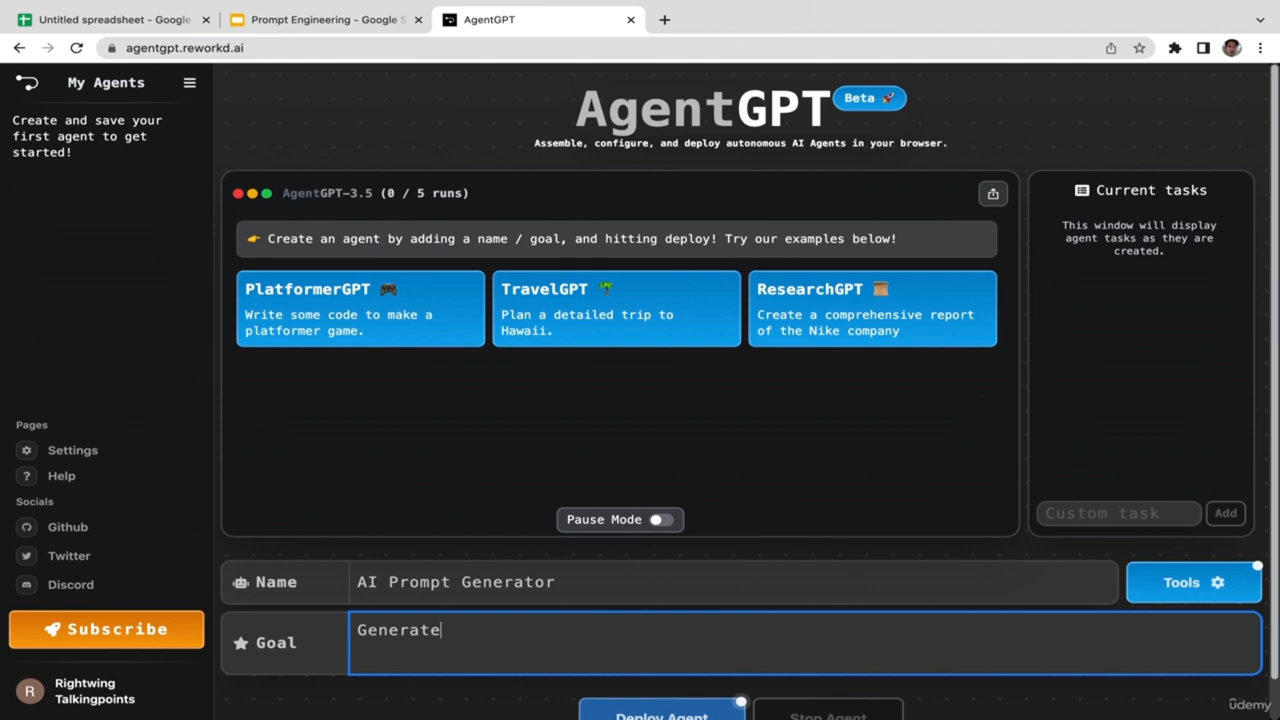 Untitled spreadsheet - Google
Prompt Engineering - Google S
AgentGPT
agentgpt.reworkd.ai
My Agents
Create and save your
first agent to get
started!
AgentGPT
Beta
Assemble, configure, and deploy autonomous AI Agents in your browser.
AgentGPT-3.5 (0 / 5 runs)
Create an agent by adding a name / goal, and hitting deploy! Try our examples below!
PlatformerGPT
Write some code to make a
platformer game.
TravelGPT
Plan a detailed trip to
Hawaii.
ResearchGPT
Create a comprehensive report
of the Nike company
Current tasks
This window will display
agent tasks as they are
created.
Custom task
Add
Pause Mode
Pages
Settings
? Help
Socials
Github
Twitter
Discord
Subscribe
R
Rightwing
Talkingpoints
Name
AI Prompt Generator
Tools
Goal
Generate
Deploy Agent
Stop Agent
udemy